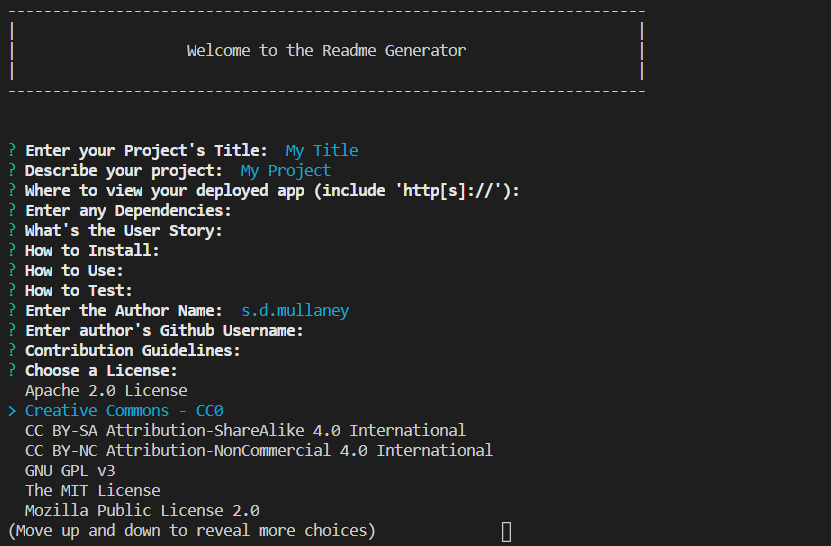 -----------------------------------------------------------------------
|                                                                     |
|                   Welcome to the Readme Generator                   |
|                                                                     |
-----------------------------------------------------------------------
? Enter your Project's Title:  My Title
? Describe your project:  My Project
? Where to view your deployed app (include 'http[s]://'):
? Enter any Dependencies:
? What's the User Story:
? How to Install:
? How to Use:
? How to Test:
? Enter the Author Name:  s.d.mullaney
? Enter author's Github Username:
? Contribution Guidelines:
? Choose a License:
  Apache 2.0 License
> Creative Commons - CC0
  CC BY-SA Attribution-ShareAlike 4.0 International
  CC BY-NC Attribution-NonCommercial 4.0 International
  GNU GPL v3
  The MIT License
  Mozilla Public License 2.0
(Move up and down to reveal more choices)